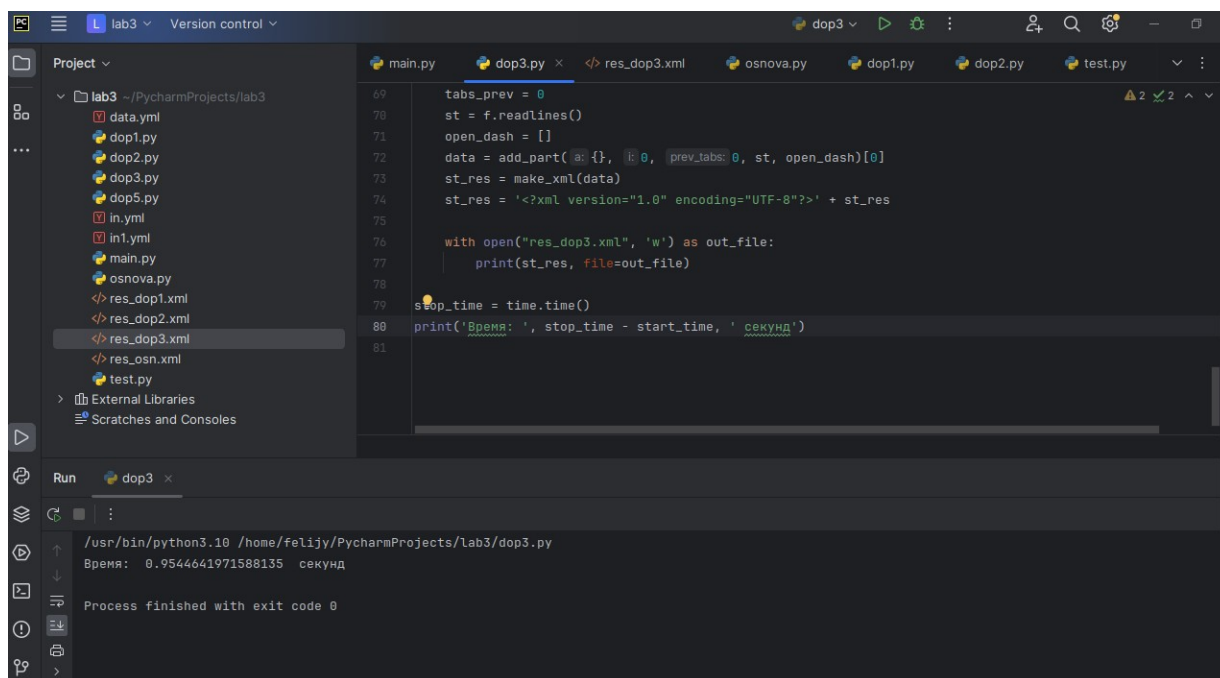 PC L lab3 Version control dop3
Project
main.py dop3.py × </> res_dop3.xml osnova.py dop1.py dop2.py test.py
lab3 ~/PycharmProjects/lab3
data.yml
dop1.py
dop2.py
dop3.py
dop5.py
in.yml
in1.yml
main.py
osnova.py
</> res_dop1.xml
</> res_dop2.xml
</> res_dop3.xml
</> res_osn.xml
test.py
External Libraries
Scratches and Consoles
2 2
69 tabs_prev = 0
70 st = f.readlines()
71 open_dash = []
72 data = add_part( a: {}, i: 0, prev_tabs: 0, st, open_dash)[0]
73 st_res = make_xml(data)
74 st_res = '<?xml version="1.0" encoding="UTF-8"?>' + st_res
75
76 with open("res_dop3.xml", 'w') as out_file:
77 print(st_res, file=out_file)
78
79 stop_time = time.time()
80 print('Время: ', stop_time - start_time, ' секунд')
81
Run dop3 ×
/usr/bin/python3.10 /home/felijy/PycharmProjects/lab3/dop3.py
Время: 0.9544641971588135 секунд
Process finished with exit code 0